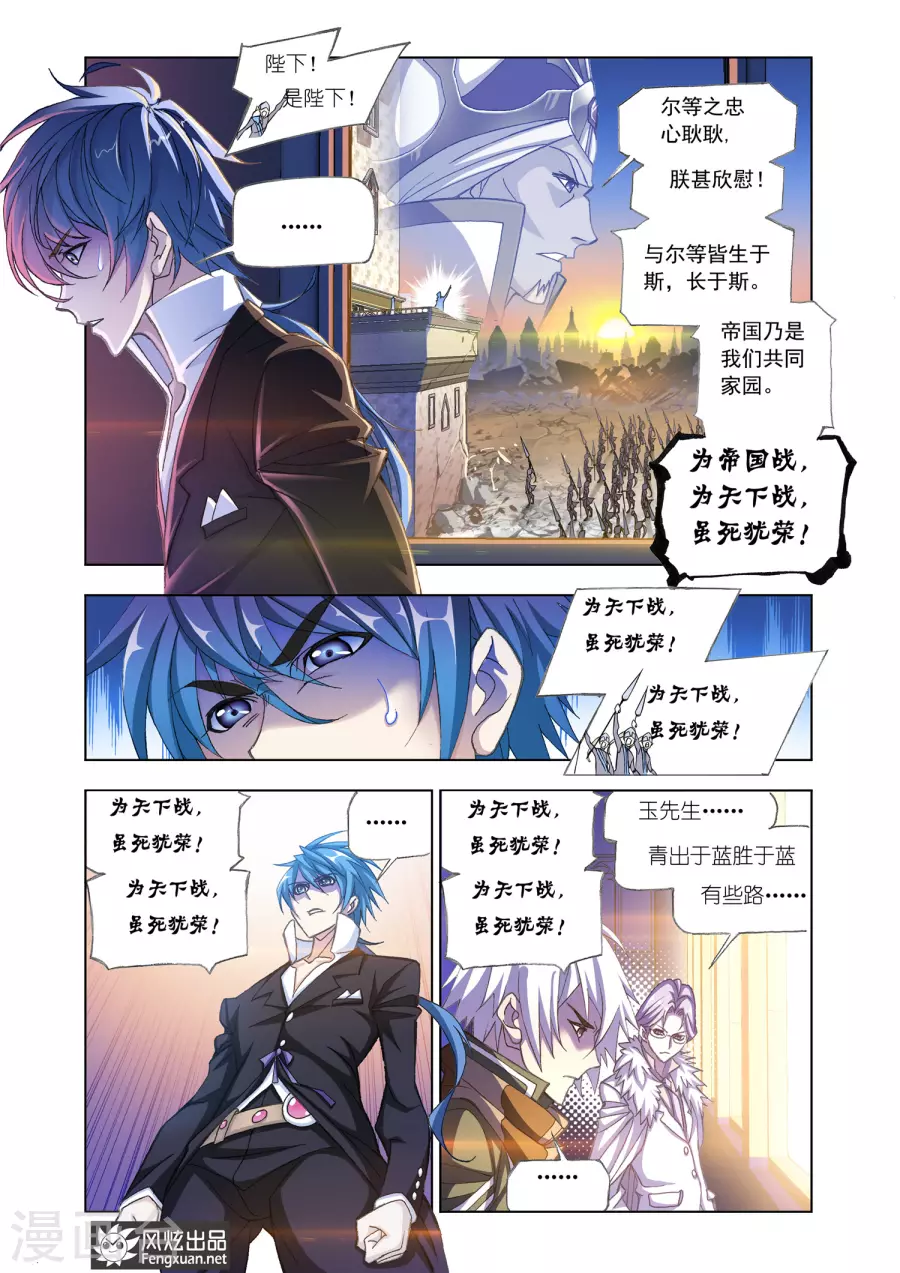 陛下！
是陛下！
……
尔等之忠
心耿耿，
朕甚欣慰！
与尔等皆生于
斯，长于斯。
帝国乃是
我们共同
家园。
为帝国战，
为天下战，
虽死犹荣！
为天下战，
虽死犹荣！
为天下战，
虽死犹荣！
为天下战，
虽死犹荣！
为天下战，
虽死犹荣！
……
为天下战，
虽死犹荣！
为天下战，
虽死犹荣！
玉先生……
青出于蓝胜于蓝
有些路……
……
漫画台
风炫出品
Fengxuan.net